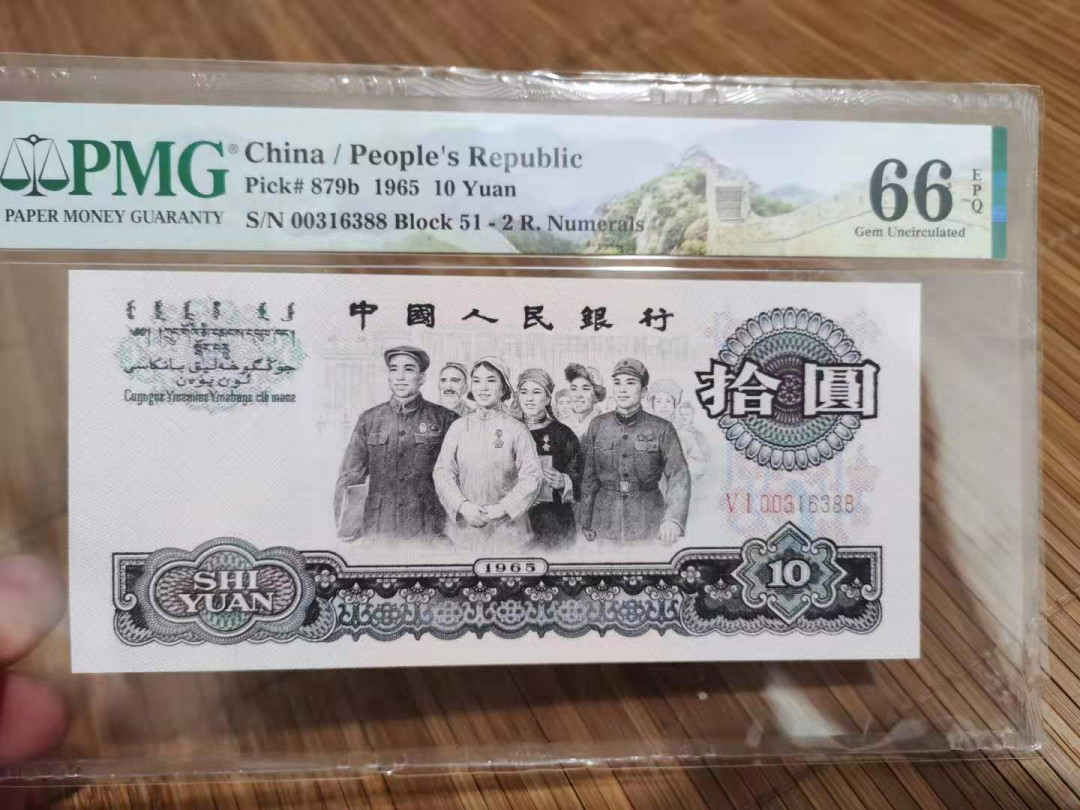 PMG®
PAPER MONEY GUARANTY
China / People's Republic
Pick# 879b 1965 10 Yuan
S/N 00316388 Block 51 - 2 R. Numerals
66
EPQ
Gem Uncirculated
中國人民銀行
拾圓
VI 00316388
1965
SHI
YUAN
10